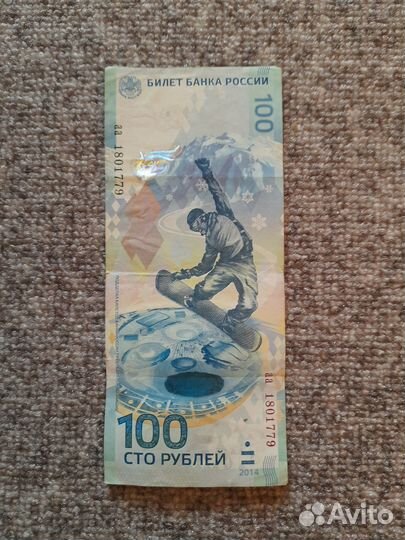 БИЛЕТ БАНКА РОССИИ
100
аа 1801779
аа 1801779
100
СТО РУБЛЕЙ
2014
Avito